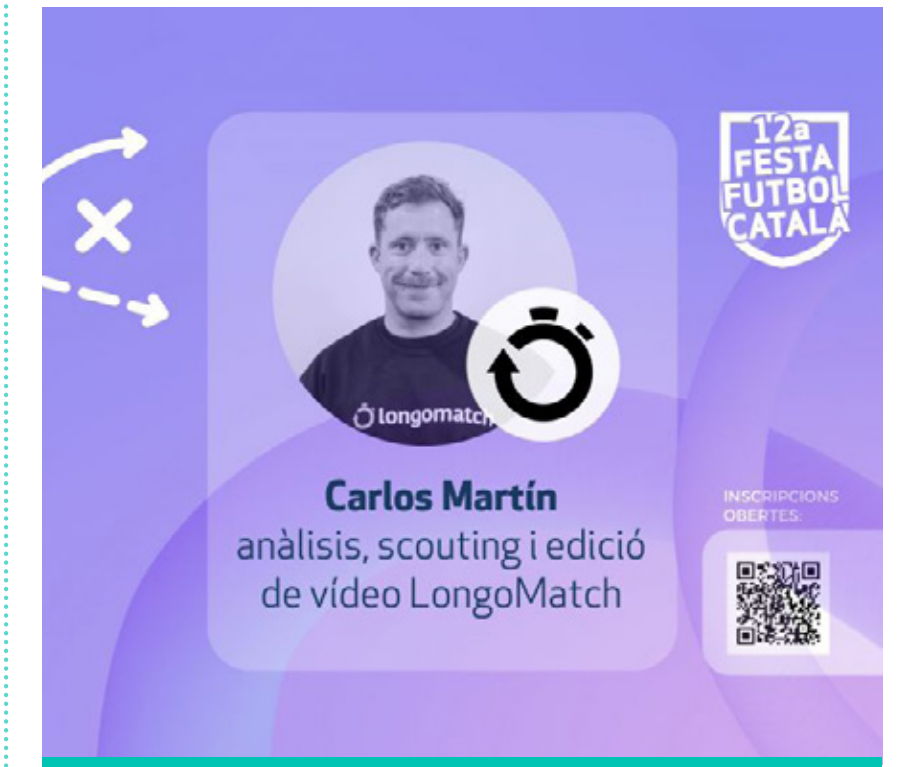 12a
FESTA
FUTBOL
CATALÀ
longomatch
Carlos Martín
anàlisis, scouting i edició
de vídeo LongoMatch
INSCRIPCIONS
OBERTES: